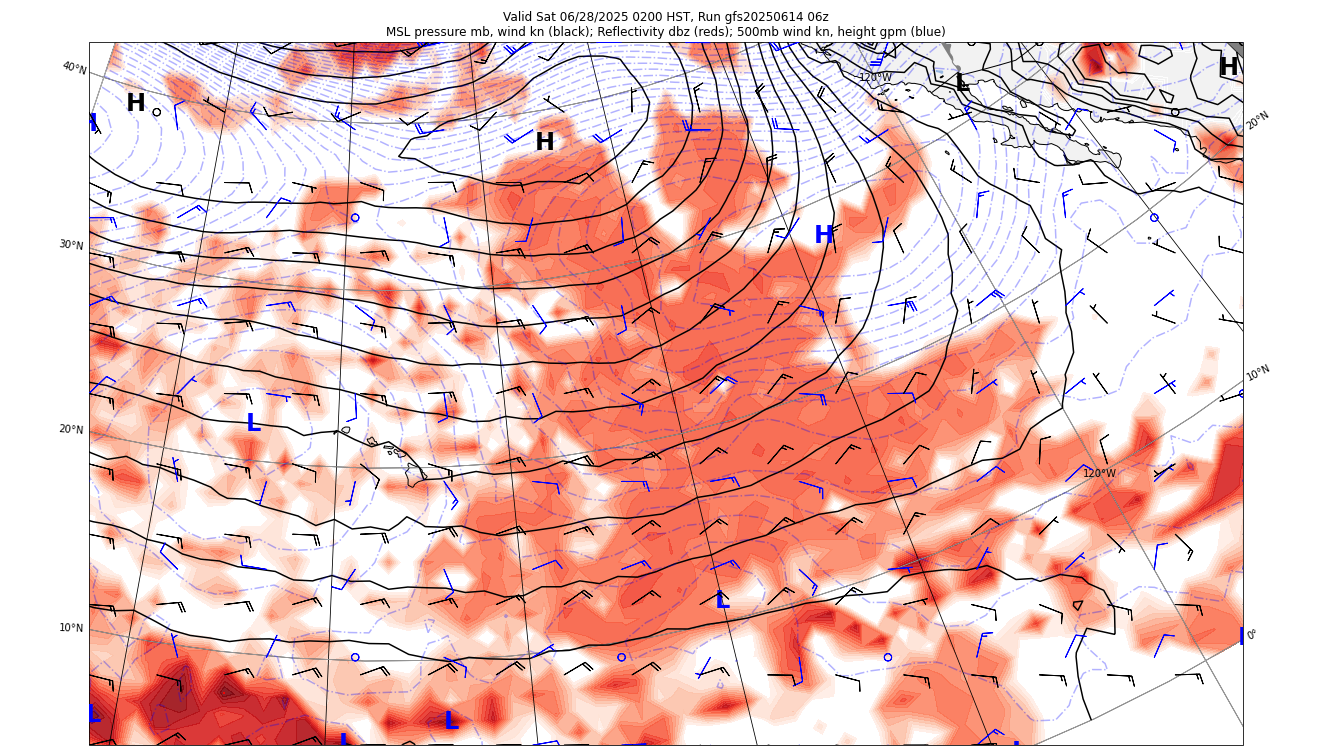 Valid Sat 06/28/2025 0200 HST, Run gfs20250614 06z
MSL pressure mb, wind kn (black); Reflectivity dbz (reds); 500mb wind kn, height gpm (blue)
40°N
120°W
L
H
H
H
20°N
H
30°N
H
10°N
L
20°N
120°W
L
10°N
0°
L
L
L